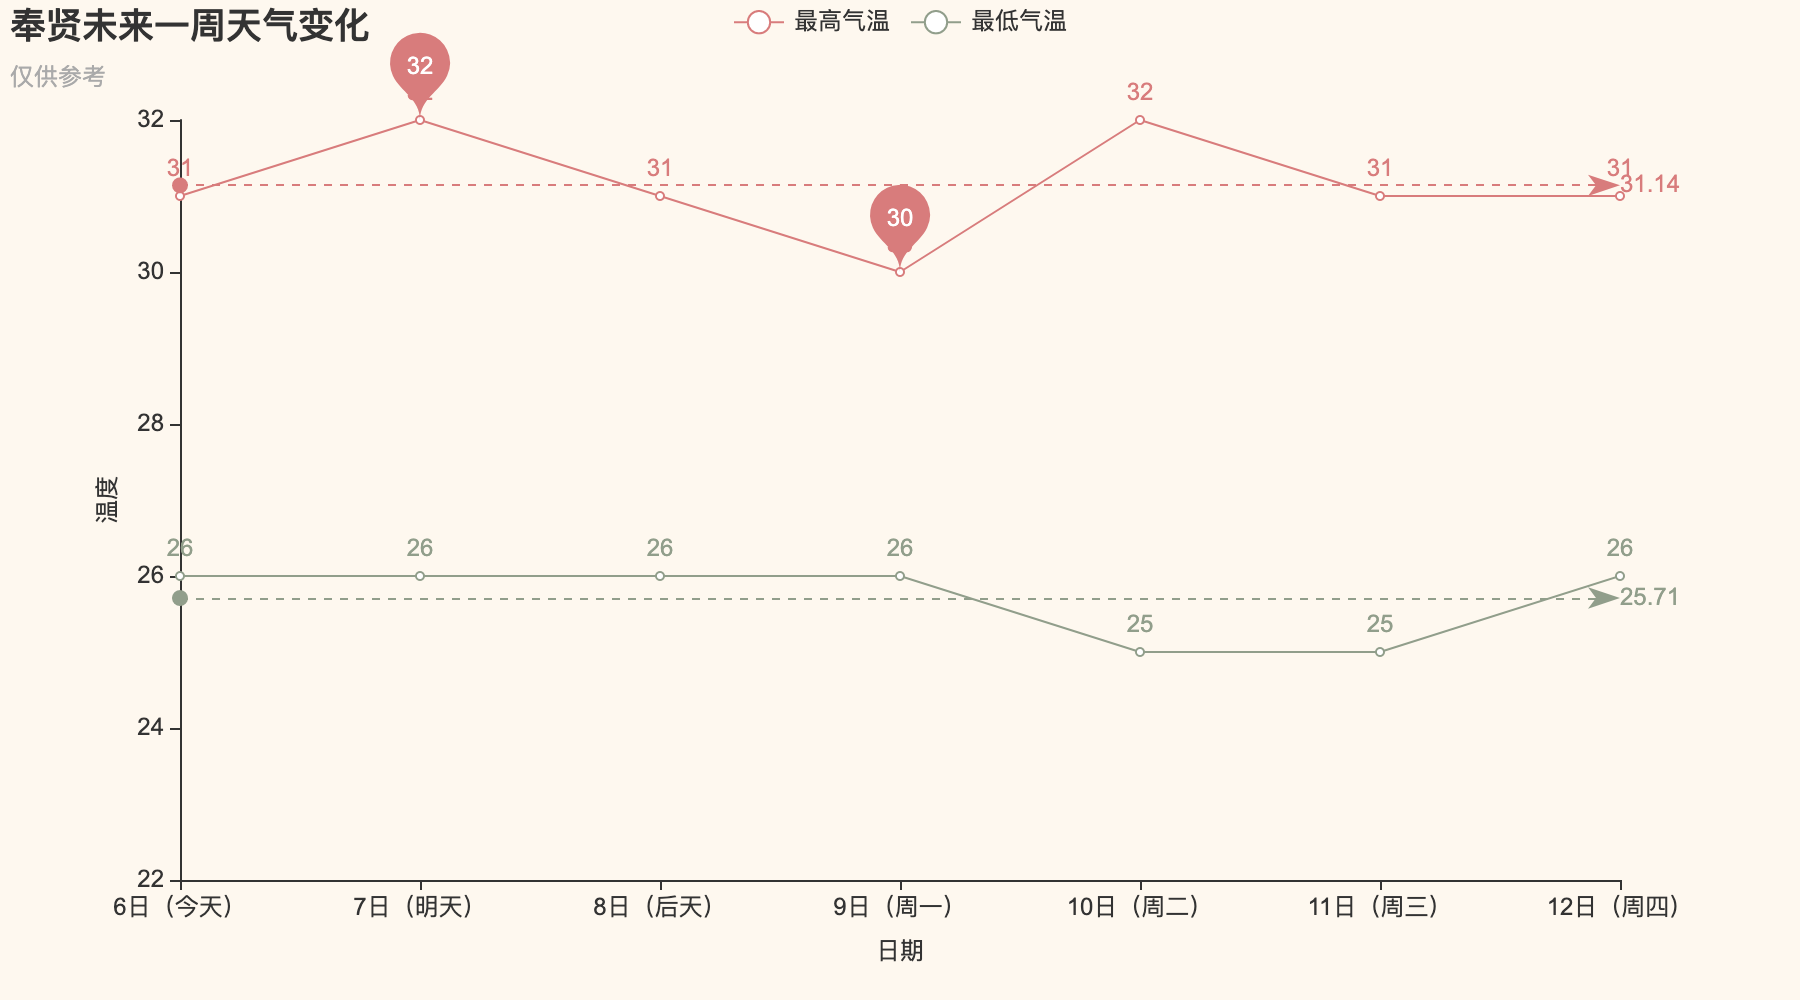 奉贤未来一周天气变化
仅供参考
最高气温 最低气温
32
32
32
31 31 31 31
31.14
30
30
28
温度
26 26 26 26 26
26
25.71
25 25
24
22
6日（今天） 7日（明天） 8日（后天） 9日（周一） 10日（周二） 11日（周三） 12日（周四）
日期